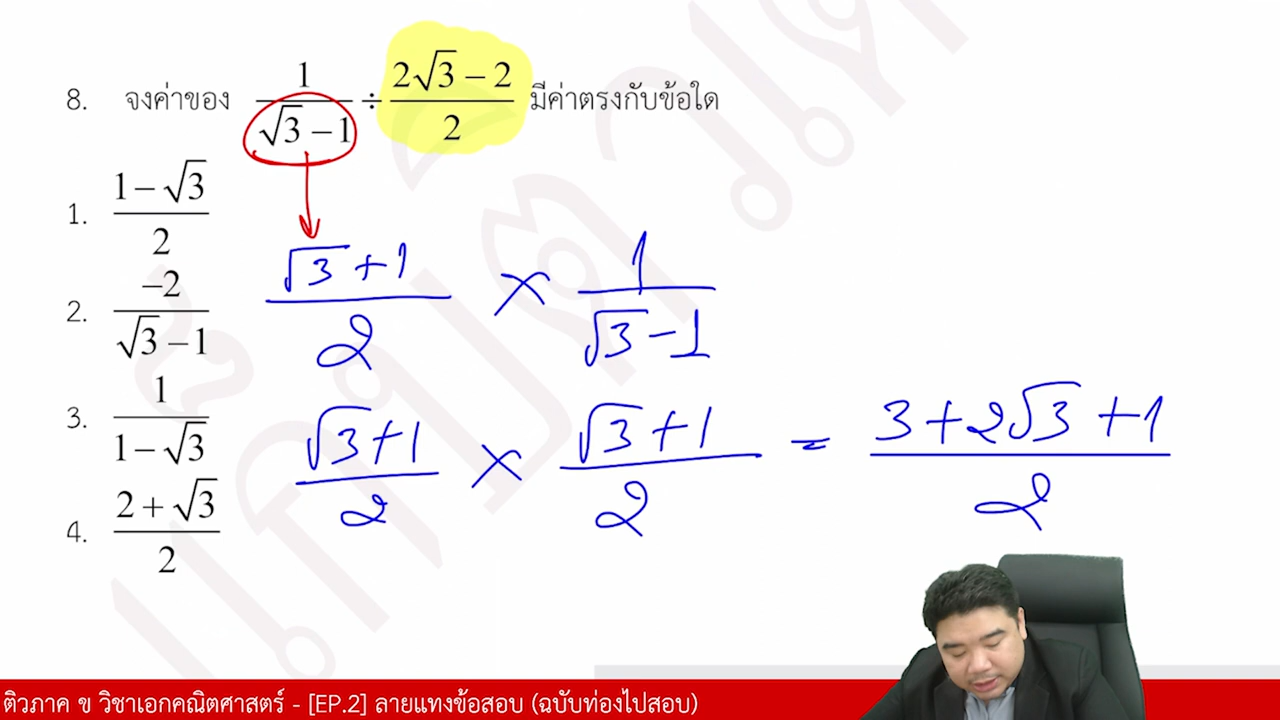 8. จงค่าของ 1/(√3 − 1) ÷ (2√3 − 2)/2 มีค่าตรงกับข้อใด
1. (1 − √3)/2
2. −2/(√3 − 1)
3. 1/(1 − √3)
4. (2 + √3)/2
(√3 + 1)/2 × 1/(√3 − 1)
(√3 + 1)/2 × (√3 + 1)/2 = (3 + 2√3 + 1)/2
ติวภาค ข วิชาเอกคณิตศาสตร์ - [EP.2] ลายแทงข้อสอบ (ฉบับท่องไปสอบ)